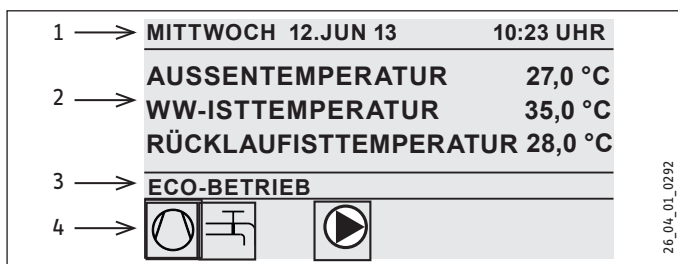 1 MITTWOCH 12.JUN 13 10:23 UHR
2 AUSSENTEMPERATUR 27,0 °C
WW-ISTTEMPERATUR 35,0 °C
RÜCKLAUFISTTEMPERATUR 28,0 °C
3 ECO-BETRIEB
4
26_04_01_0292